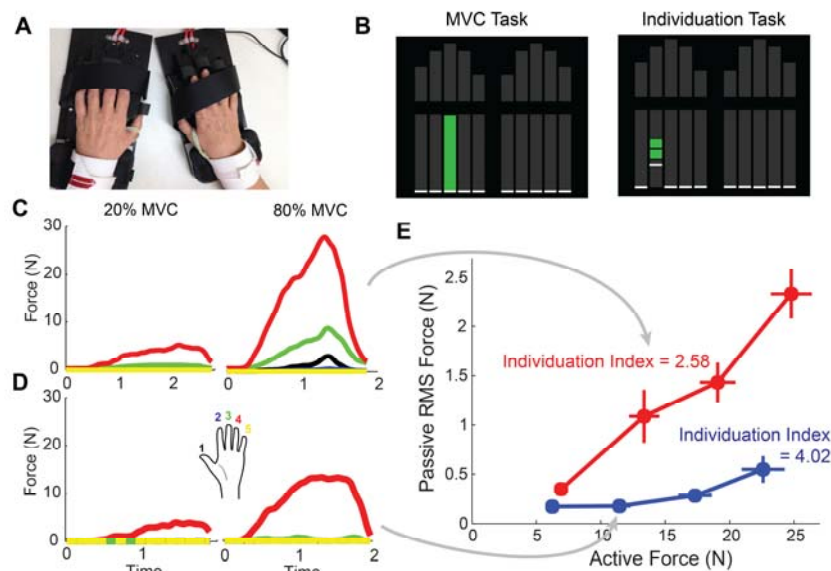 A
B
MVC Task
Individuation Task
C
20% MVC
80% MVC
Force (N)
30
20
10
0
0
1
2
0
1
2
D
Force (N)
30
20
10
0
0
1
0
1
2
Time
Time
1
2
3
4
5
E
Passive RMS Force (N)
2.5
2
1.5
1
0.5
0
0
5
10
15
20
25
Active Force (N)
Individuation Index = 2.58
Individuation Index
= 4.02